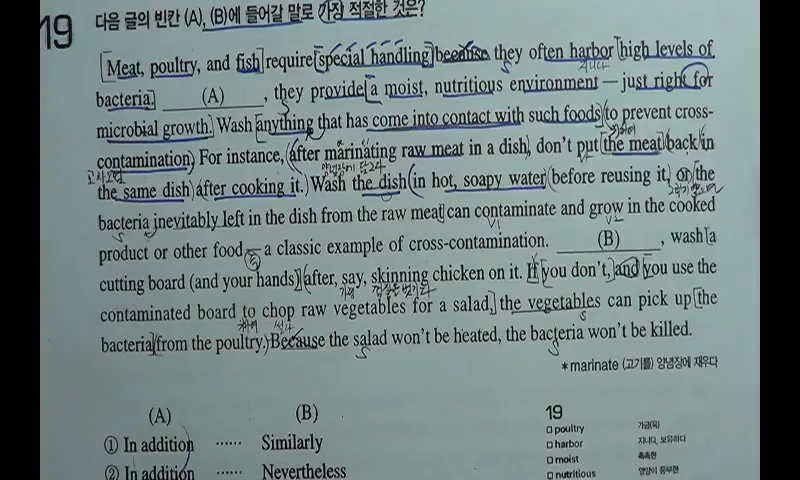 19 다음 글의 빈칸 (A), (B)에 들어갈 말로 가장 적절한 것은?
Meat, poultry, and fish require special handling because they often harbor high levels of
지니다
bacteria. (A) , they provide a moist, nutritious environment — just right for
microbial growth. Wash anything that has come into contact with such foods to prevent cross-
contamination. For instance, after marinating raw meat in a dish, don't put the meat back in
the same dish after cooking it. Wash the dish in hot, soapy water before reusing it, or the
bacteria inevitably left in the dish from the raw meat can contaminate and grow in the cooked
product or other food — a classic example of cross-contamination. (B) , wash a
cutting board (and your hands) after, say, skinning chicken on it. If you don't, and you use the
contaminated board to chop raw vegetables for a salad, the vegetables can pick up the
bacteria from the poultry. Because the salad won't be heated, the bacteria won't be killed.
* marinate (고기를) 양념장에 재우다
(A) (B)
① In addition ······ Similarly
② In addition ······ Nevertheless
19
poultry 가금(육)
harbor 지니다, 보유하다
moist 촉촉한
nutritious 영양이 풍부한